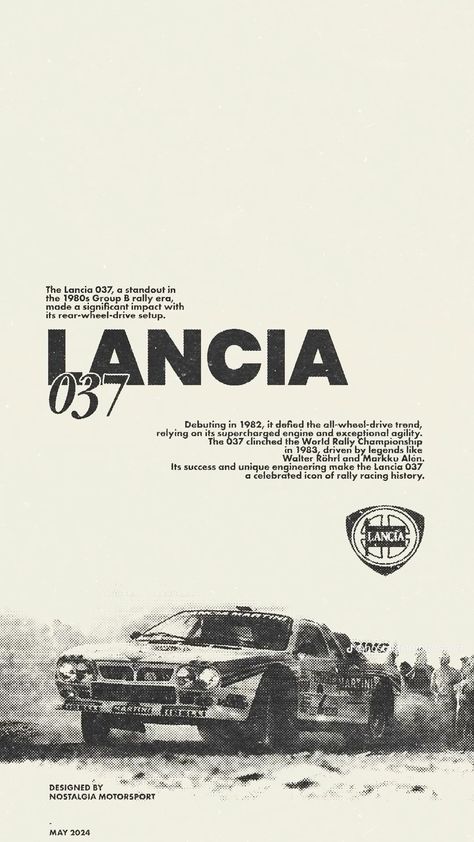 The Lancia 037, a standout in
the 1980s Group B rally era,
made a significant impact with
its rear-wheel-drive setup.
LANCIA
037
Debuting in 1982, it defied the all-wheel-drive trend,
relying on its supercharged engine and exceptional agility.
The 037 clinched the World Rally Championship
in 1983, driven by legends like
Walter Röhrl and Markku Alén.
Its success and unique engineering make the Lancia 037
a celebrated icon of rally racing history.
LANCIA
MARTINI
MARTINI
MARTINI
PIRELLI
DESIGNED BY
NOSTALGIA MOTORSPORT
-
MAY 2024